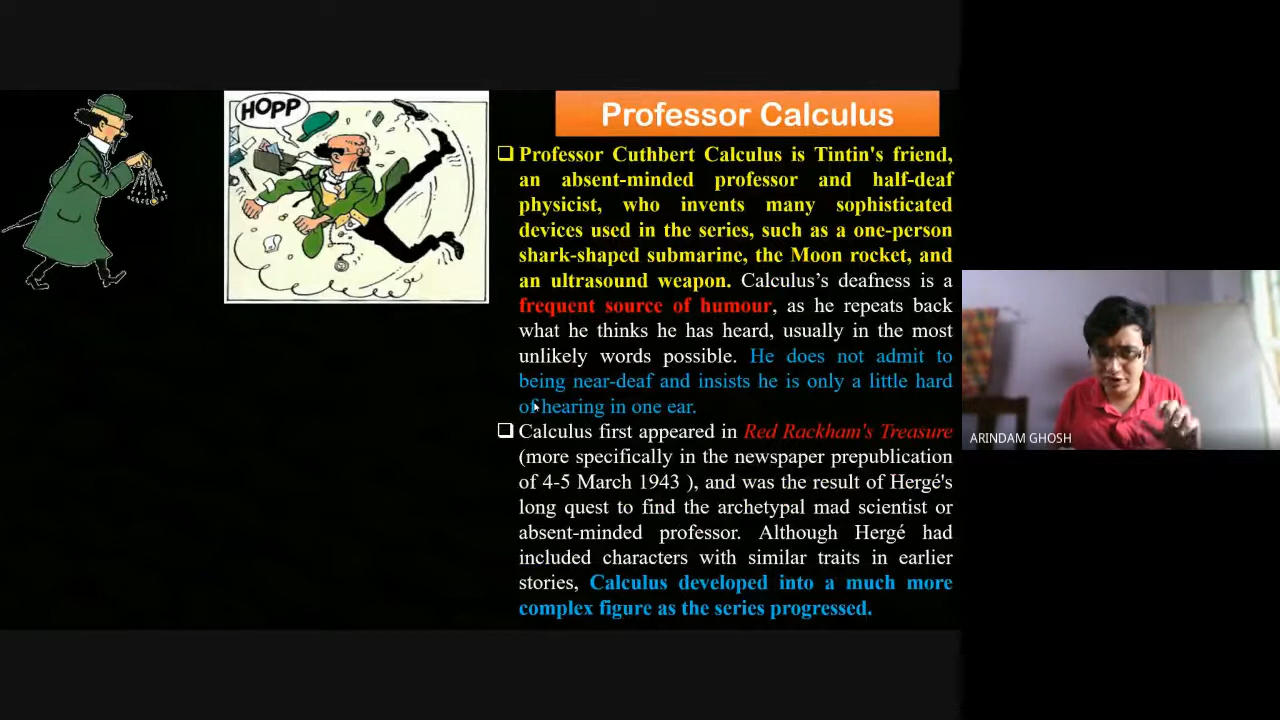 HOPP
Professor Calculus
❑ Professor Cuthbert Calculus is Tintin's friend,
an absent-minded professor and half-deaf
physicist, who invents many sophisticated
devices used in the series, such as a one-person
shark-shaped submarine, the Moon rocket, and
an ultrasound weapon. Calculus’s deafness is a
frequent source of humour, as he repeats back
what he thinks he has heard, usually in the most
unlikely words possible. He does not admit to
being near-deaf and insists he is only a little hard
of hearing in one ear.
❑ Calculus first appeared in Red Rackham's Treasure
(more specifically in the newspaper prepublication
of 4-5 March 1943 ), and was the result of Hergé's
long quest to find the archetypal mad scientist or
absent-minded professor. Although Hergé had
included characters with similar traits in earlier
stories, Calculus developed into a much more
complex figure as the series progressed.
ARINDAM GHOSH